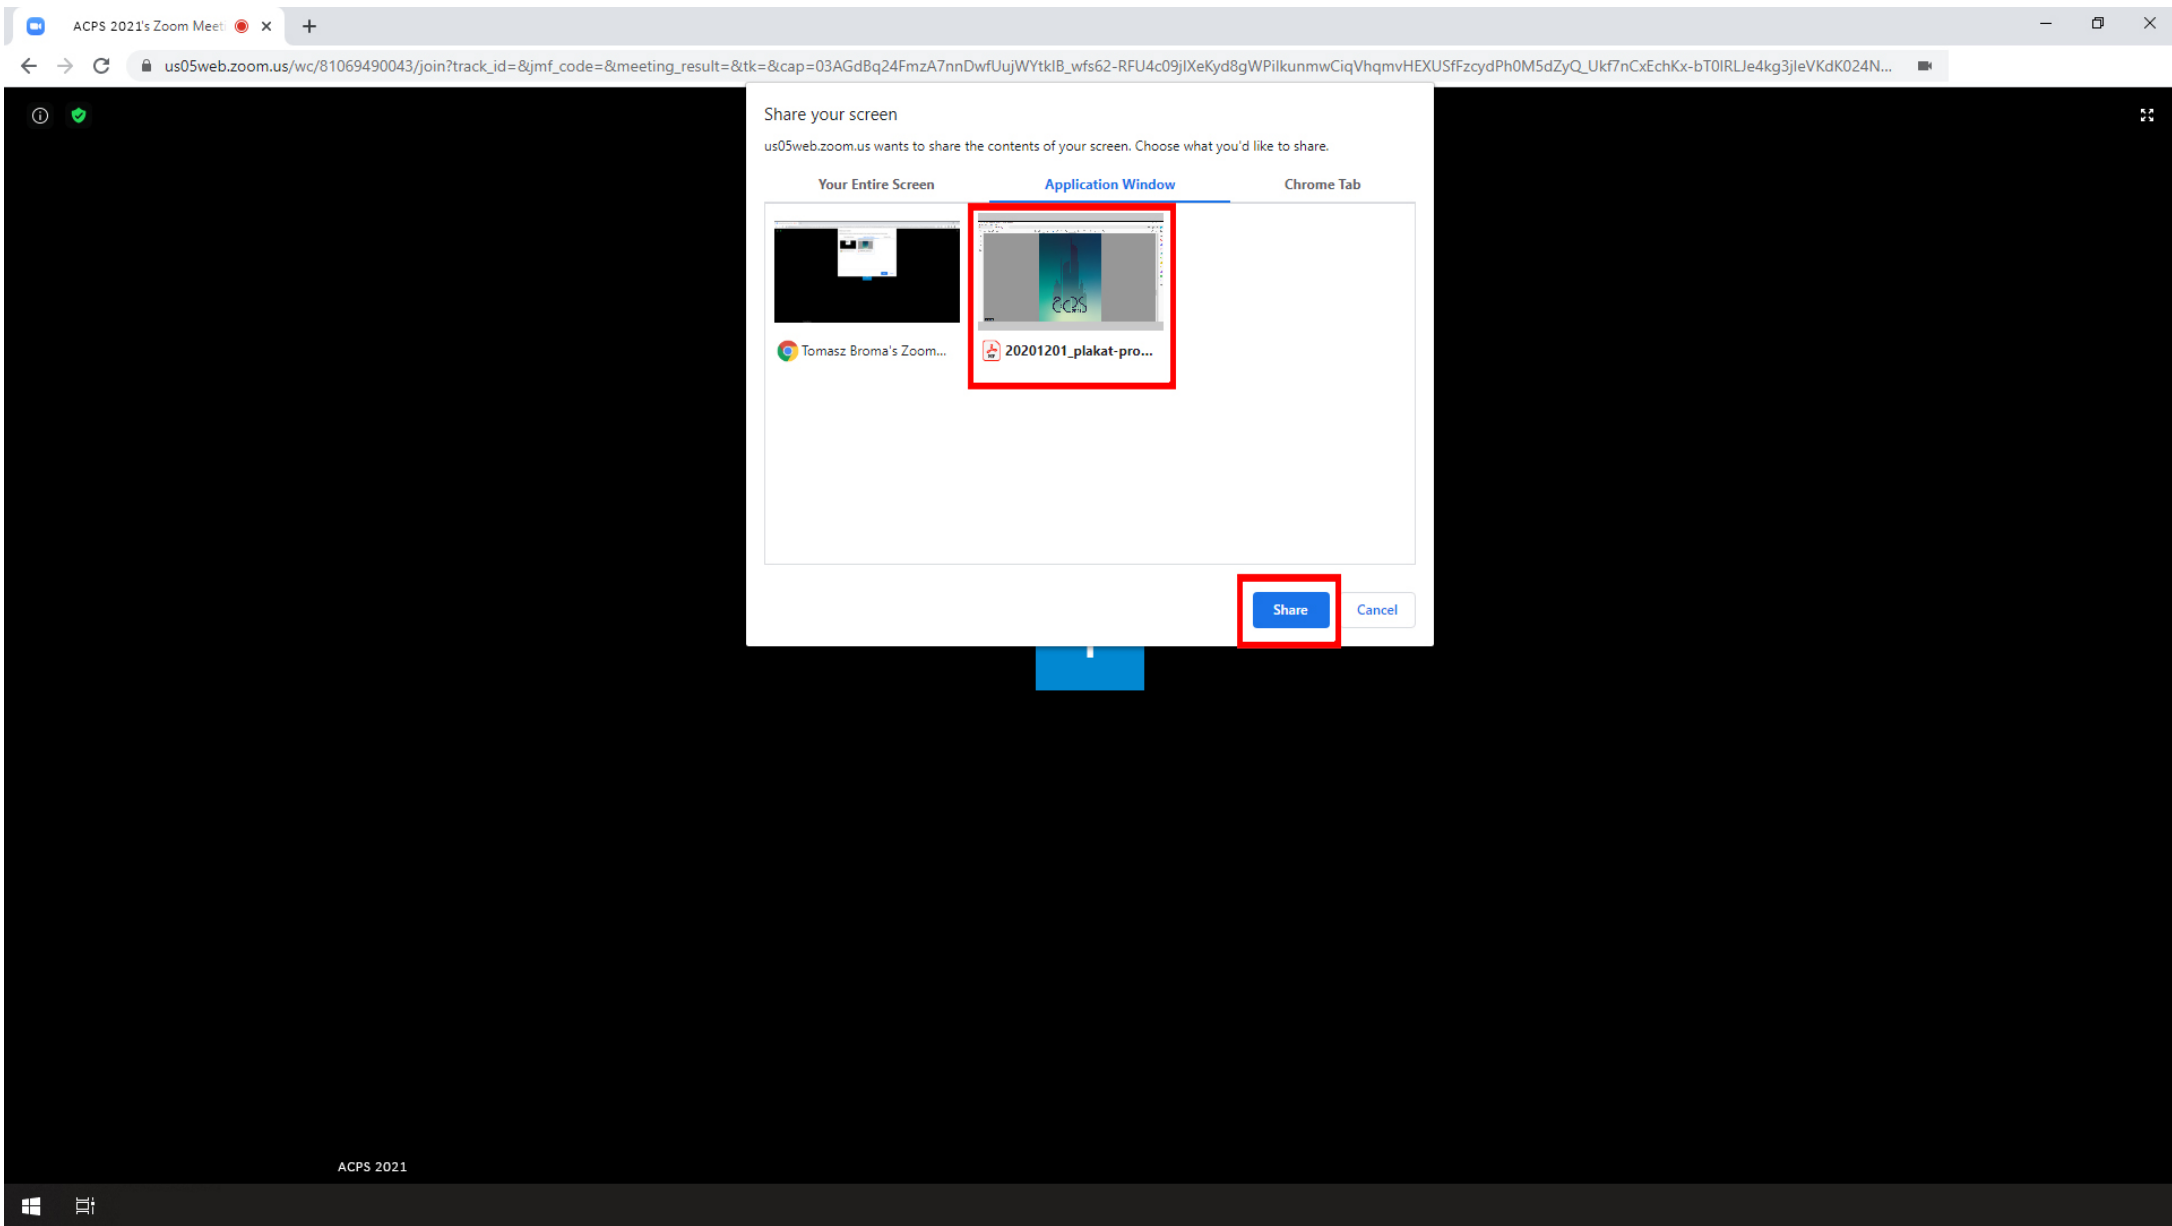 ACPS 2021's Zoom Meet
us05web.zoom.us/wc/81069490043/join?track_id=&jmf_code=&meeting_result=&tk=&cap=03AGdBq24FmzA7nnDwfUujWYtkIB_wfs62-RFU4c09jIXeKyd8gWPiIkunmwCiqVhqmvHEXUSfFzcydPh0M5dZyQ_Ukf7nCxEchKx-bT0IRLJe4kg3jIeVKdK024N...
Share your screen
us05web.zoom.us wants to share the contents of your screen. Choose what you'd like to share.
Your Entire Screen Application Window Chrome Tab
Tomasz Broma's Zoom... 20201201_plakat-pro...
Share Cancel
ACPS 2021